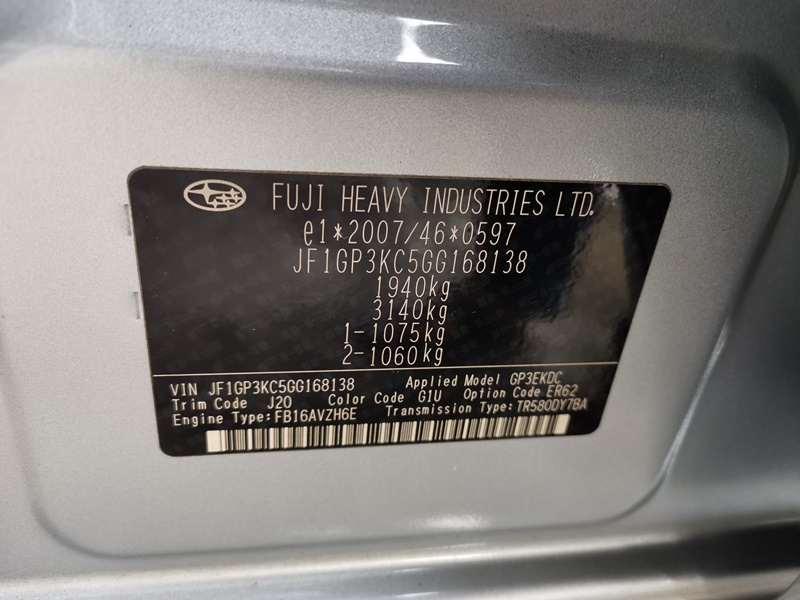 FUJI HEAVY INDUSTRIES LTD.
e1*2007/46*0597
JF1GP3KC5GG168138
1940kg
3140kg
1-1075kg
2-1060kg
VIN JF1GP3KC5GG168138 Applied Model GP3EKDC
Trim Code J20 Color Code G1U Option Code ER62
Engine Type: FB16AVZH6E Transmission Type: TR580DY7BA